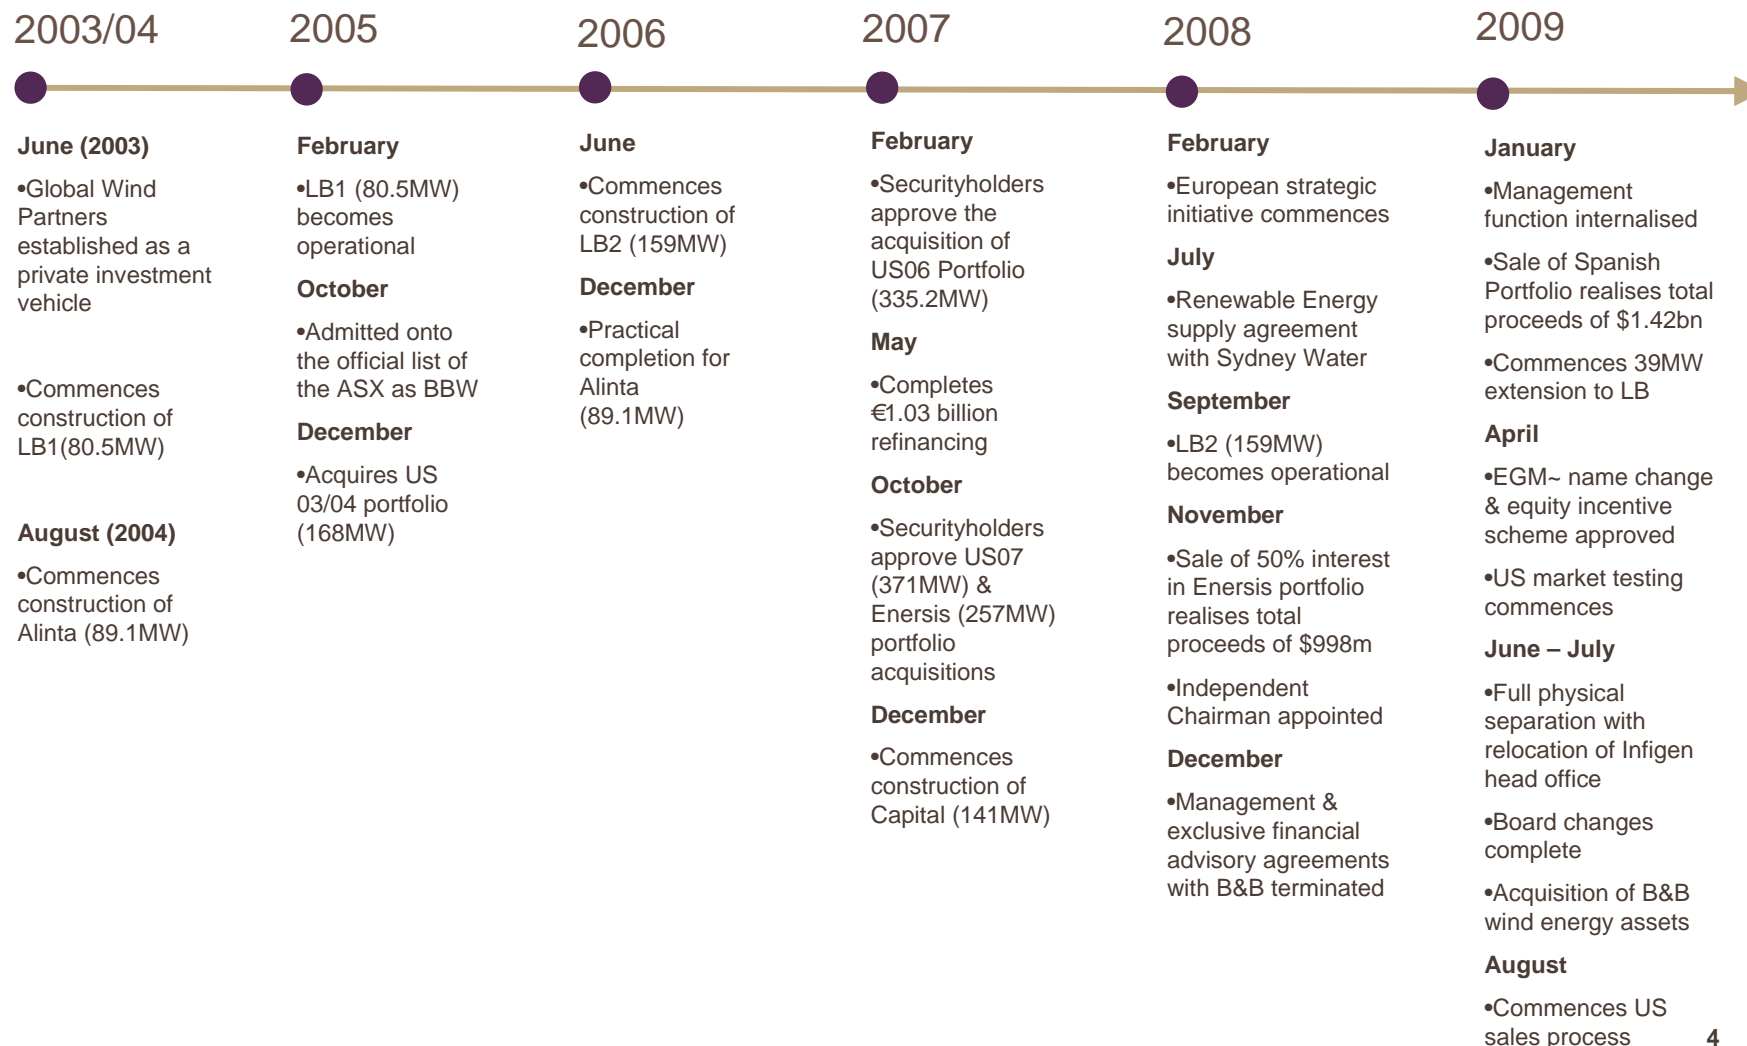 2003/04
June (2003)
•Global Wind
Partners
established as a
private investment
vehicle
•Commences
construction of
LB1(80.5MW)
August (2004)
•Commences
construction of
Alinta (89.1MW)
2005
February
•LB1 (80.5MW)
becomes
operational
October
•Admitted onto
the official list of
the ASX as BBW
December
•Acquires US
03/04 portfolio
(168MW)
2006
June
•Commences
construction of
LB2 (159MW)
December
•Practical
completion for
Alinta
(89.1MW)
2007
February
•Securityholders
approve the
acquisition of
US06 Portfolio
(335.2MW)
May
•Completes
€1.03 billion
refinancing
October
•Securityholders
approve US07
(371MW) &
Enersis (257MW)
portfolio
acquisitions
December
•Commences
construction of
Capital (141MW)
2008
February
•European strategic
initiative commences
July
•Renewable Energy
supply agreement
with Sydney Water
September
•LB2 (159MW)
becomes operational
November
•Sale of 50% interest
in Enersis portfolio
realises total
proceeds of $998m
•Independent
Chairman appointed
December
•Management &
exclusive financial
advisory agreements
with B&B terminated
2009
January
•Management
function internalised
•Sale of Spanish
Portfolio realises total
proceeds of $1.42bn
•Commences 39MW
extension to LB
April
•EGM~ name change
& equity incentive
scheme approved
•US market testing
commences
June – July
•Full physical
separation with
relocation of Infigen
head office
•Board changes
complete
•Acquisition of B&B
wind energy assets
August
•Commences US
sales process
4